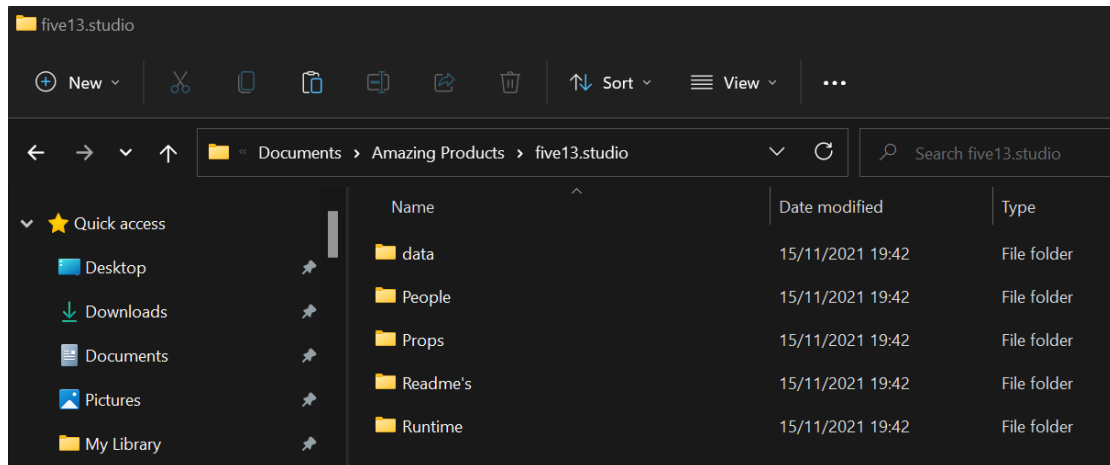 five13.studio
New Sort View
Documents > Amazing Products > five13.studio Search five13.studio
Name Date modified Type
Quick access
Desktop
Downloads
Documents
Pictures
My Library
data 15/11/2021 19:42 File folder
People 15/11/2021 19:42 File folder
Props 15/11/2021 19:42 File folder
Readme's 15/11/2021 19:42 File folder
Runtime 15/11/2021 19:42 File folder